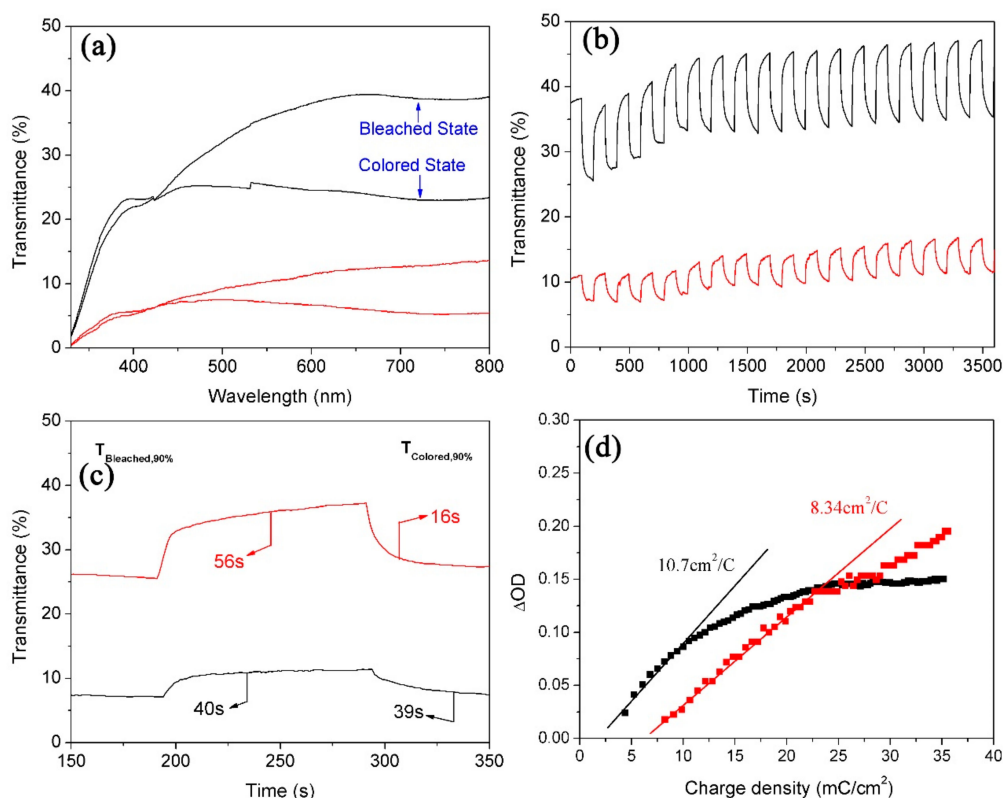 (a)
50
40
30
20
10
0
Transmittance (%)
Bleached State
Colored State
400 500 600 700 800
Wavelength (nm)
(b)
50
40
30
20
10
0
Transmittance (%)
0 500 1000 1500 2000 2500 3000 3500
Time (s)
(c)
50
40
30
20
10
0
Transmittance (%)
T Bleached,90% T Colored,90%
16s
56s
40s 39s
150 200 250 300 350
Time (s)
(d)
0.30
0.25
0.20
0.15
0.10
0.05
0.00
ΔOD
8.34cm²/C
10.7cm²/C
0 5 10 15 20 25 30 35 40
Charge density (mC/cm²)